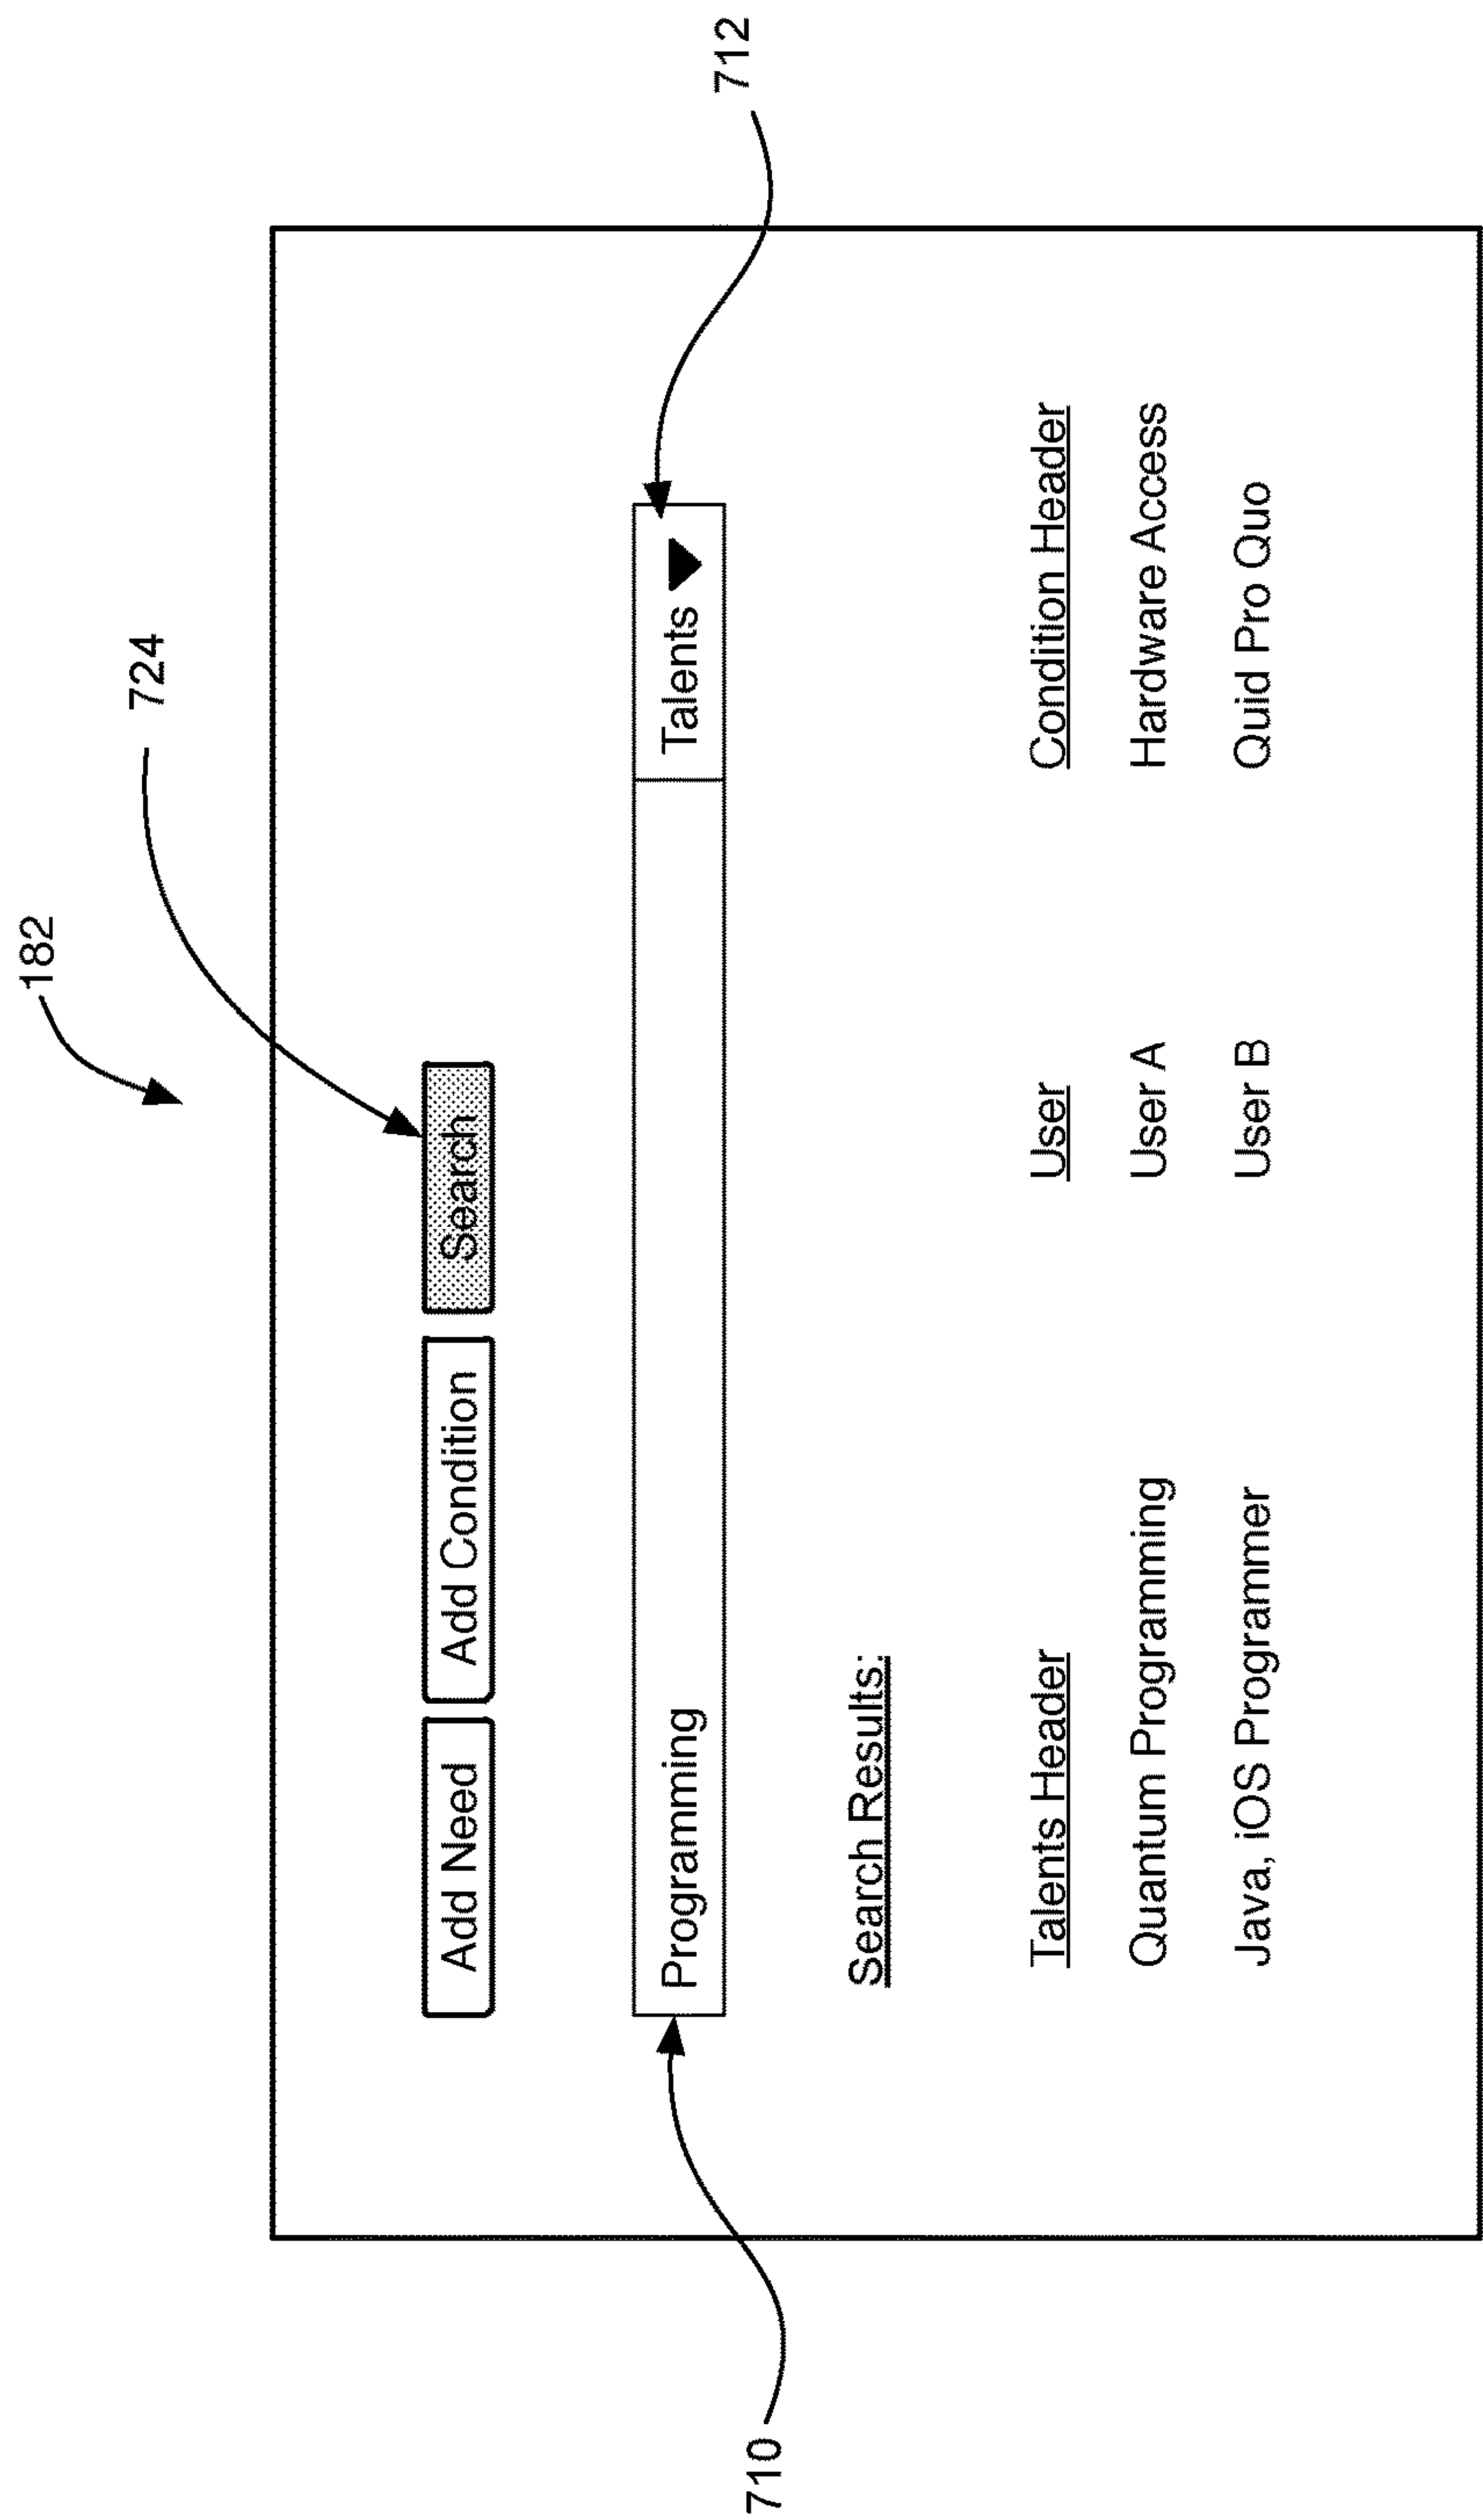 182
724
712
Add Need Add Condition Search
Programming Talents
710
Search Results:
Talents Header User Condition Header
Quantum Programming User A Hardware Access
Java, iOS Programmer User B Quid Pro Quo